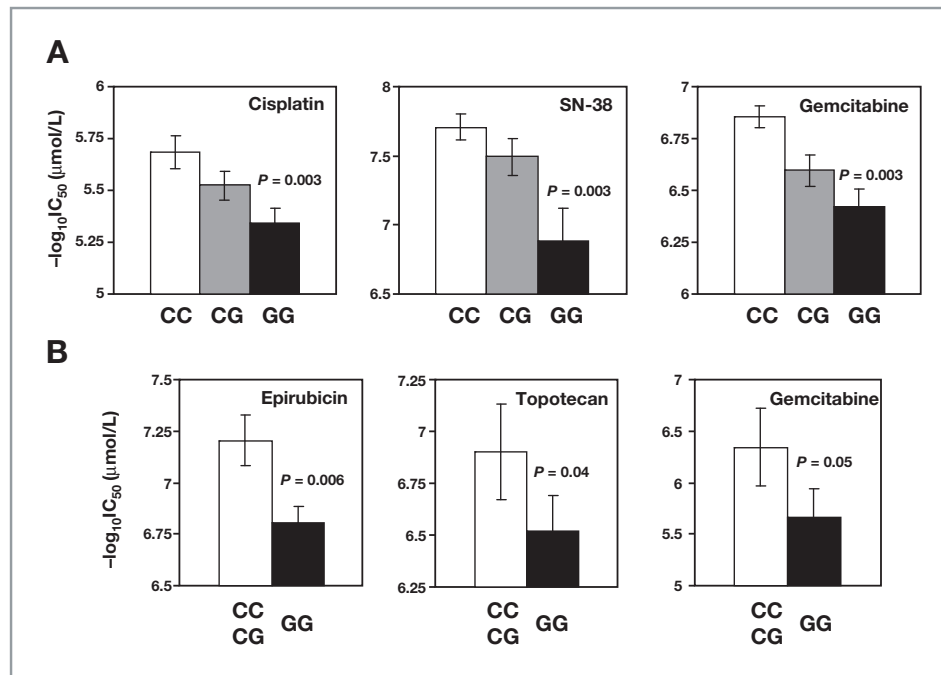 A
–log₁₀IC₅₀ (µmol/L)
6
5.75
5.5
5.25
5
Cisplatin
P = 0.003
CC CG GG
8
7.5
7
6.5
SN-38
P = 0.003
CC CG GG
7
6.75
6.5
6.25
6
Gemcitabine
P = 0.003
CC CG GG
B
–log₁₀IC₅₀ (µmol/L)
7.5
7.25
7
6.75
6.5
Epirubicin
P = 0.006
CC
CG
GG
7.25
7
6.75
6.5
6.25
Topotecan
P = 0.04
CC
CG
GG
7
6.5
6
5.5
5
Gemcitabine
P = 0.05
CC
CG
GG